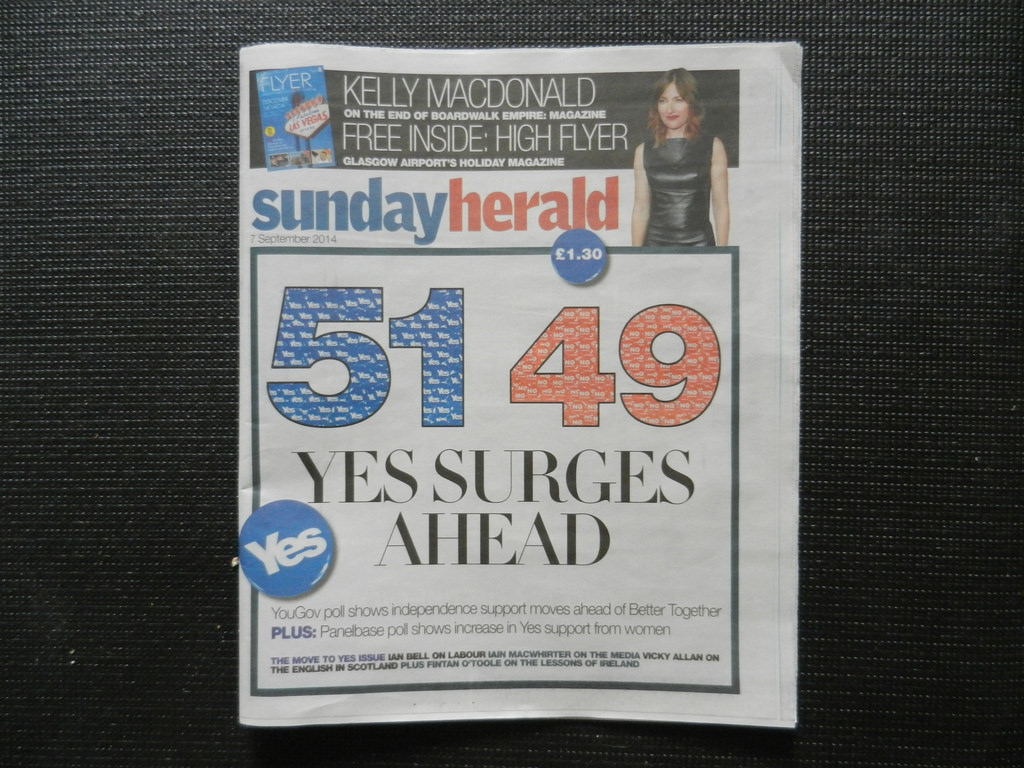 FLYER
DISCOVER
LAS VEGAS
KELLY MACDONALD
ON THE END OF BOARDWALK EMPIRE: MAGAZINE
FREE INSIDE: HIGH FLYER
GLASGOW AIRPORT'S HOLIDAY MAGAZINE
sundayherald
7 September 2014
£1.30
51 49
YES SURGES
AHEAD
Yes
YouGov poll shows independence support moves ahead of Better Together
PLUS: Panelbase poll shows increase in Yes support from women
THE MOVE TO YES ISSUE IAN BELL ON LABOUR IAIN MACWHIRTER ON THE MEDIA VICKY ALLAN ON
THE ENGLISH IN SCOTLAND PLUS FINTAN O'TOOLE ON THE LESSONS OF IRELAND